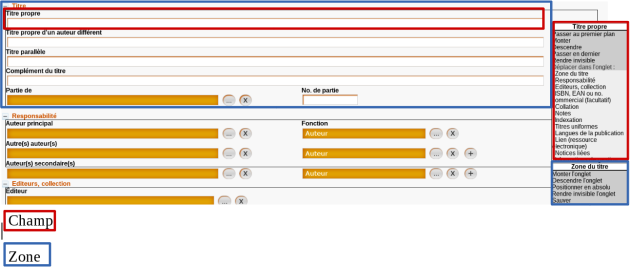 Titre
Titre propre
Titre propre d'un auteur différent
Titre parallèle
Complément du titre
Partie de
No. de partie
... X
Responsabilité
Auteur principal
Fonction
... X
Auteur
... X
Autre(s) auteur(s)
... X
Auteur
... X +
Auteur(s) secondaire(s)
... X
Auteur
... X +
Editeurs, collection
Editeur
... X
Titre propre
Passer au premier plan
Monter
Descendre
Passer en dernier
Rendre invisible
Déplacer dans l'onglet :
Zone du titre
Responsabilité
Editeurs, collection
ISBN, EAN ou no.
commercial (facultatif)
Collation
Notes
Indexation
Titres uniformes
Langues de la publication
Lien (ressource
électronique)
Notices liées
Zone du titre
Monter l'onglet
Descendre l'onglet
Positionner en absolu
Rendre invisible l'onglet
Sauver
Champ
Zone